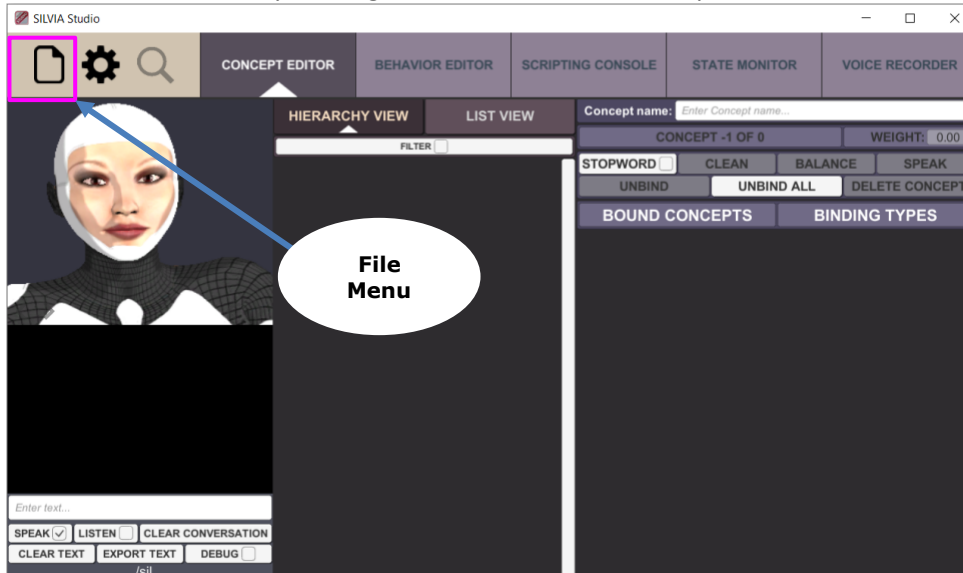 SILVIA Studio
CONCEPT EDITOR
BEHAVIOR EDITOR
SCRIPTING CONSOLE
STATE MONITOR
VOICE RECORDER
HIERARCHY VIEW
LIST VIEW
FILTER
Concept name: Enter Concept name...
CONCEPT -1 OF 0
WEIGHT: 0.00
STOPWORD
CLEAN
BALANCE
SPEAK
UNBIND
UNBIND ALL
DELETE CONCEPT
BOUND CONCEPTS
BINDING TYPES
File
Menu
Enter text...
SPEAK
LISTEN
CLEAR CONVERSATION
CLEAR TEXT
EXPORT TEXT
DEBUG
/sil